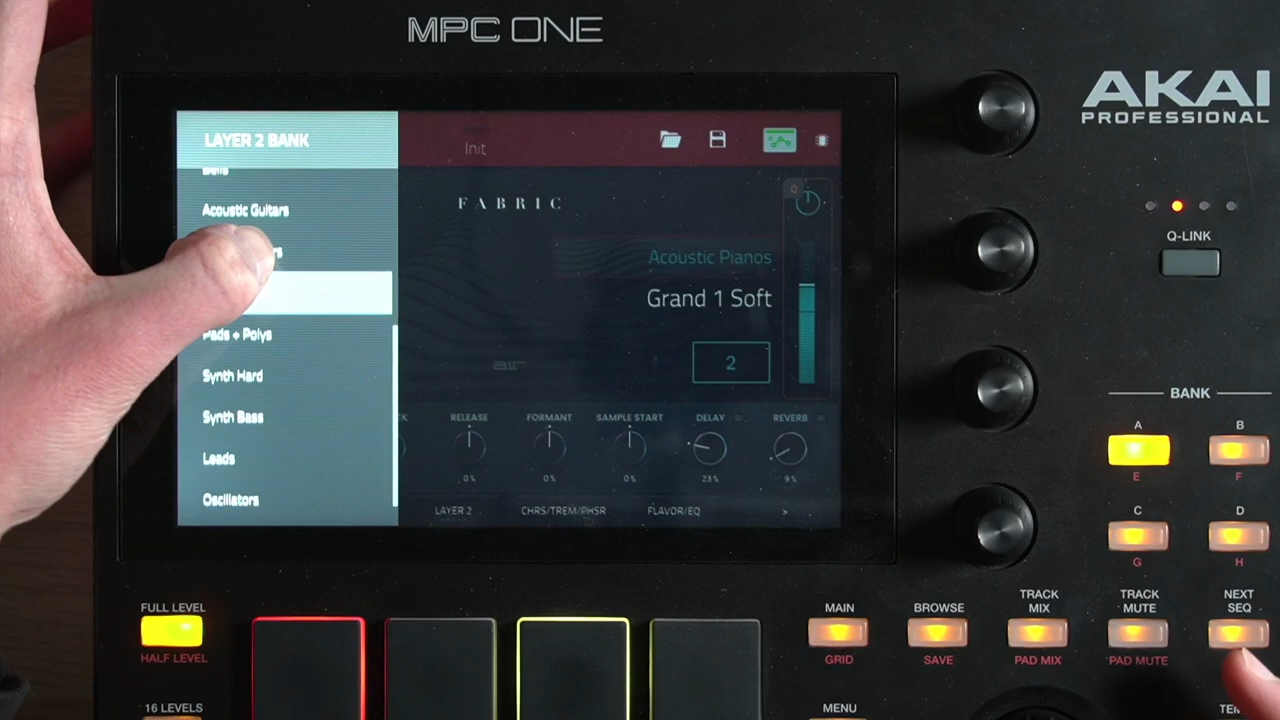 MPC ONE
AKAI
PROFESSIONAL
LAYER 2 BANK
Init
Bells
Acoustic Guitars
FABRIC
Q
Acoustic Pianos
Grand 1 Soft
2
Pads + Polys
Synth Hard
Synth Bass
Leads
Oscillators
air
RELEASE
FORMANT
SAMPLE START
DELAY
REVERB
0%
0%
0%
23%
9%
LAYER 2
CHRS/TREM/PHSR
FLAVOR/EQ
>
Q-LINK
BANK
A
B
E
F
C
D
G
H
FULL LEVEL
HALF LEVEL
16 LEVELS
MAIN
BROWSE
TRACK
MIX
TRACK
MUTE
NEXT
SEQ
GRID
SAVE
PAD MIX
PAD MUTE
MENU